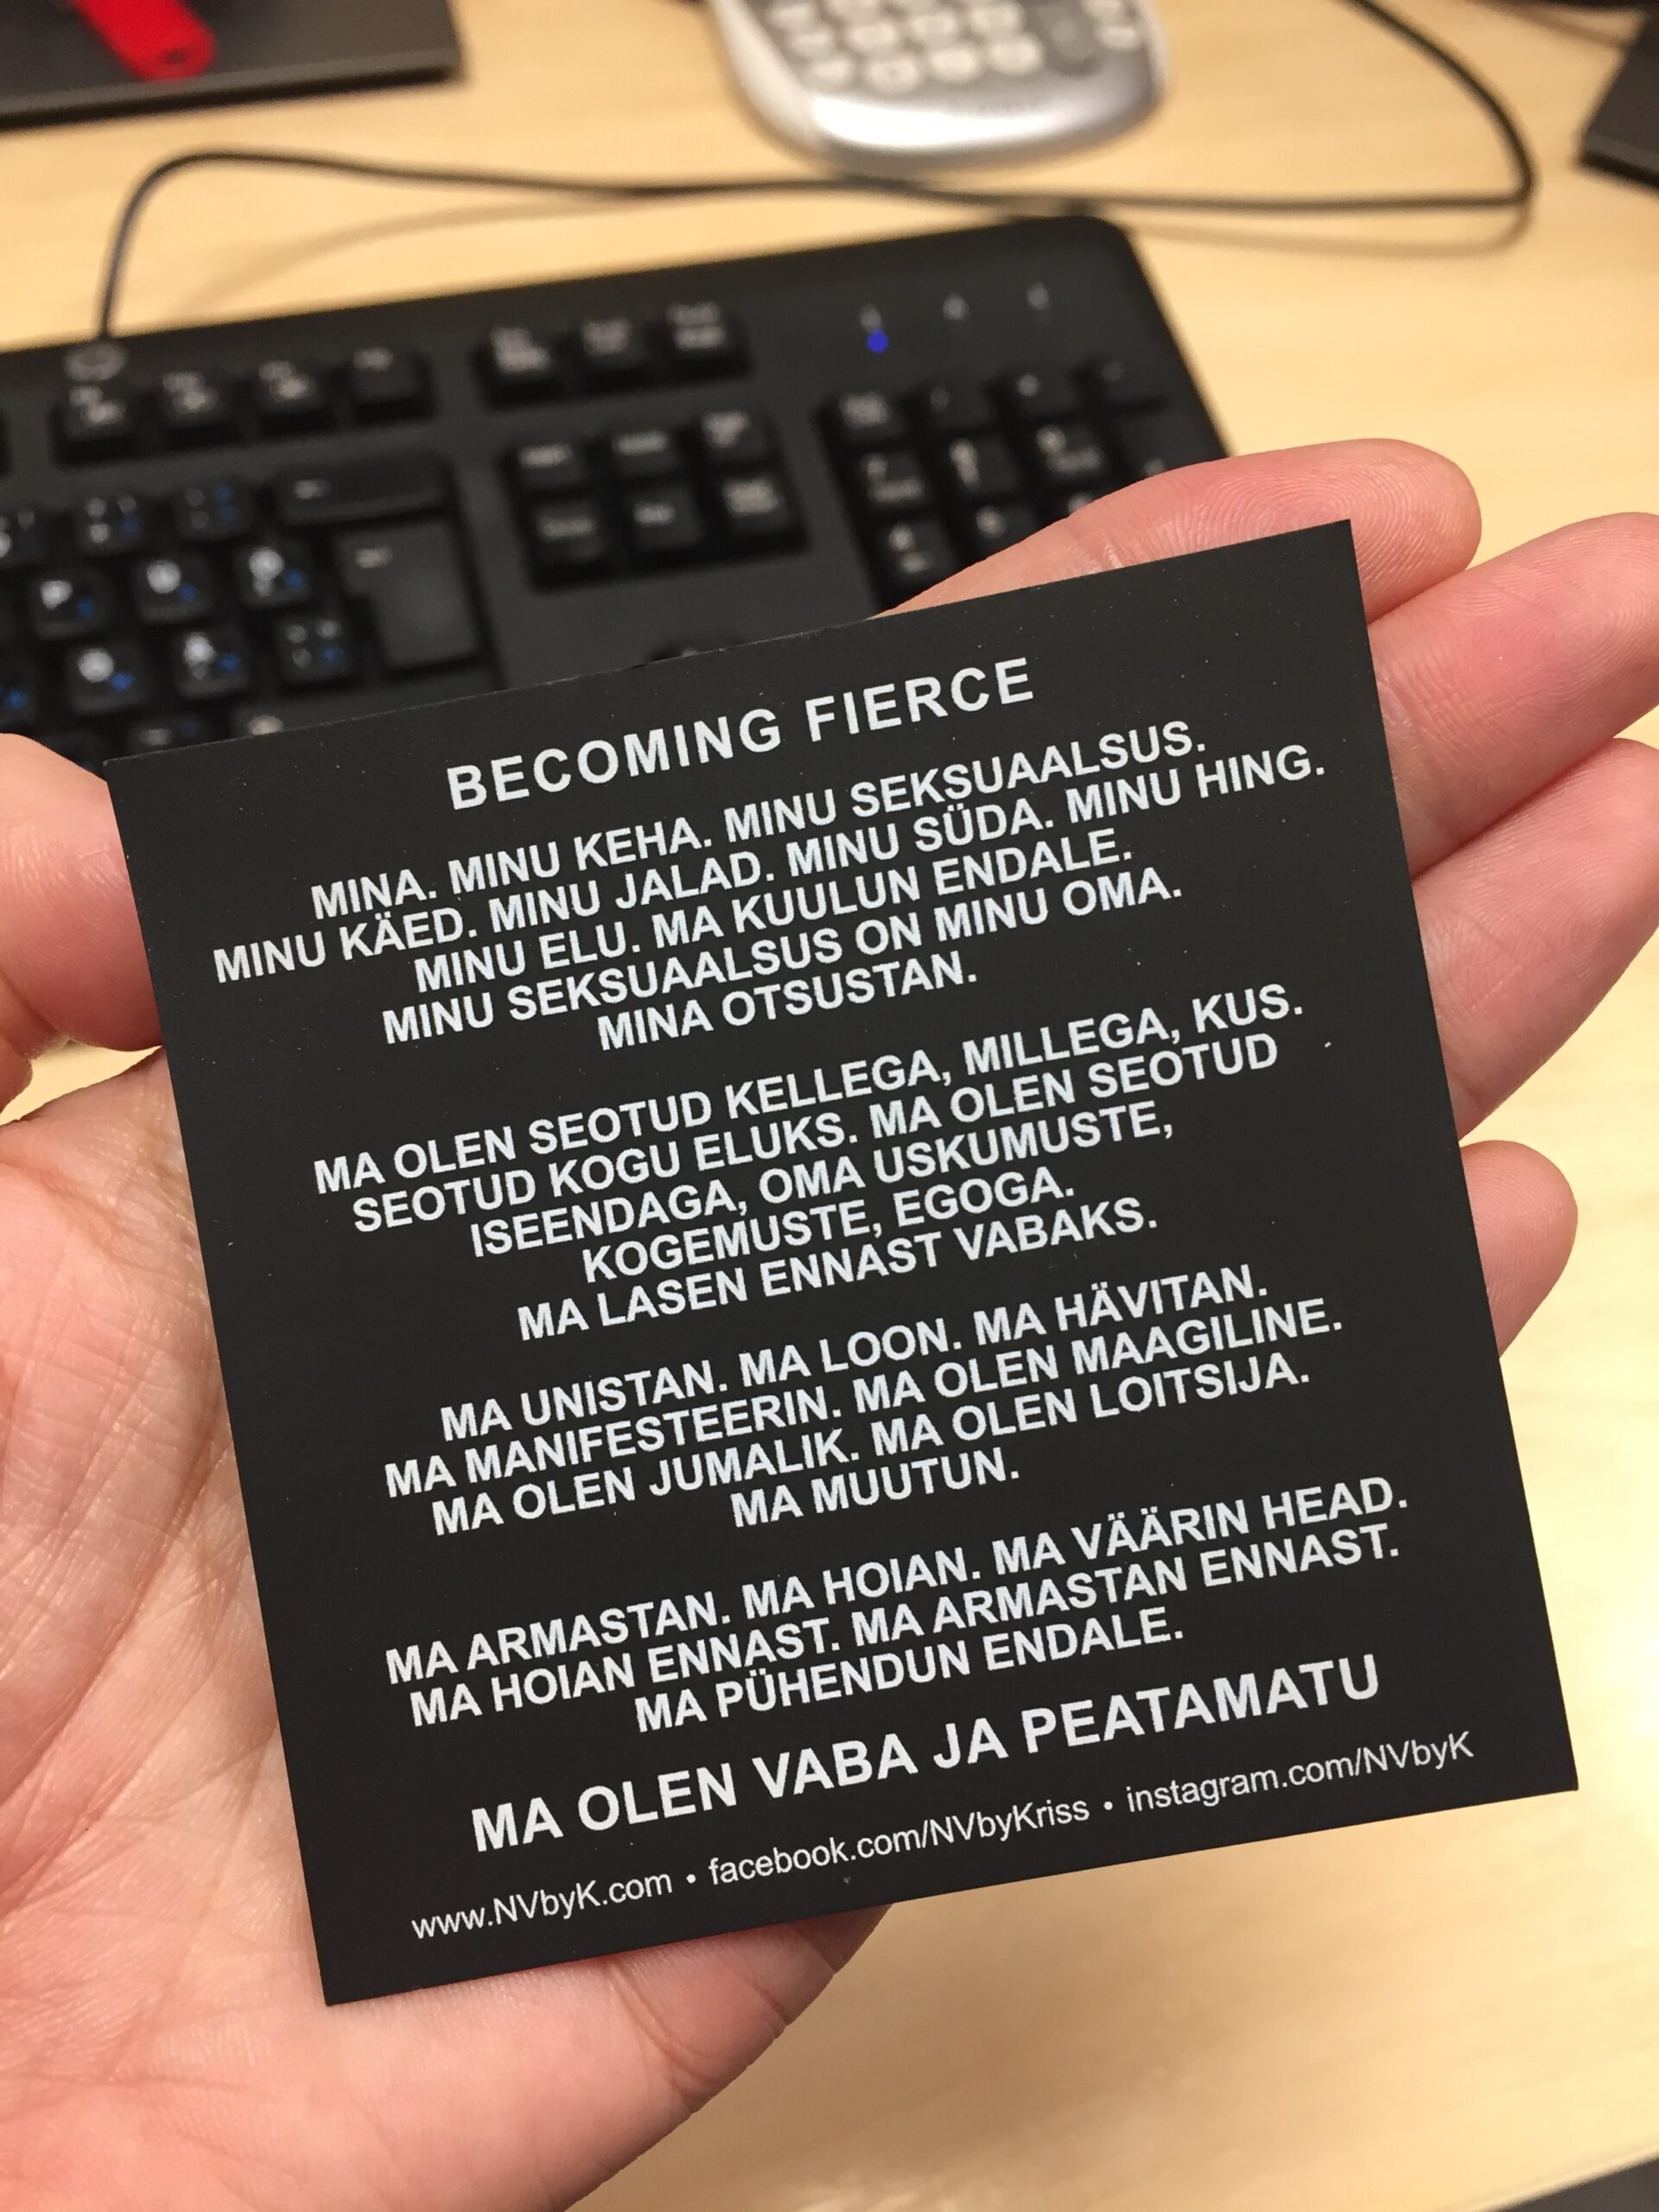 BECOMING FIERCE
MINA. MINU KEHA. MINU SEKSUAALSUS.
MINU KÄED. MINU JALAD. MINU SÜDA. MINU HING.
MINU ELU. MA KUULUN ENDALE.
MINU SEKSUAALSUS ON MINU OMA.
MINA OTSUSTAN.
MA OLEN SEOTUD KELLEGA, MILLEGA, KUS.
SEOTUD KOGU ELUKS. MA OLEN SEOTUD
ISEENDAGA, OMA USKUMUSTE,
KOGEMUSTE, EGOGA.
MA LASEN ENNAST VABAKS.
MA UNISTAN. MA LOON. MA HÄVITAN.
MA MANIFESTEERIN. MA OLEN MAAGILINE.
MA OLEN JUMALIK. MA OLEN LOITSIJA.
MA MUUTUN.
MA ARMASTAN. MA HOIAN. MA VÄÄRIN HEAD.
MA HOIAN ENNAST. MA ARMASTAN ENNAST.
MA PÜHENDUN ENDALE.
MA OLEN VABA JA PEATAMATU
www.NVbyK.com • facebook.com/NVbyKriss • instagram.com/NVbyK